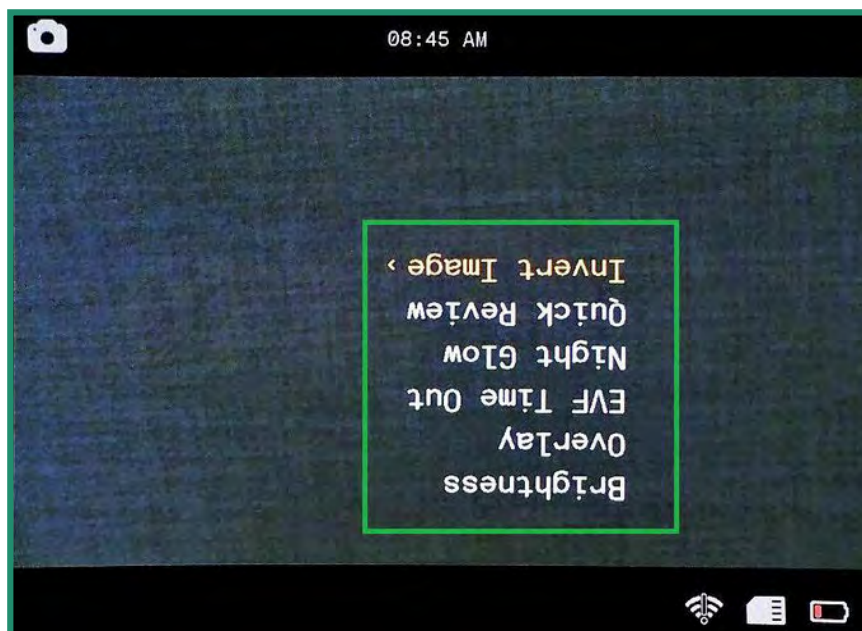 08:45 AM
Brightness
Overlay
EVF Time Out
Night Glow
Quick Review
Invert Image >